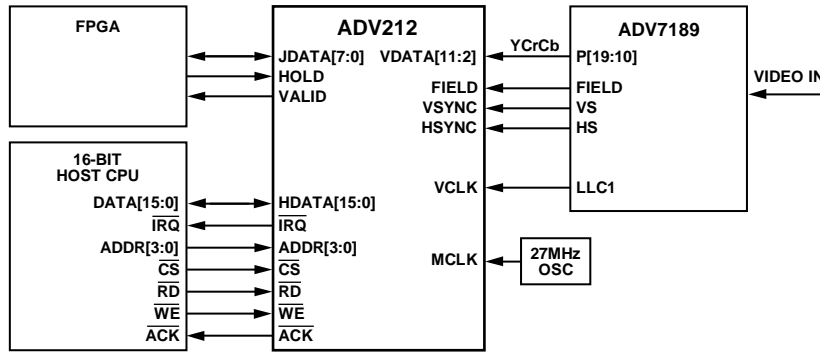 FPGA
ADV212
ADV7189
JDATA[7:0]
HOLD
VALID
VDATA[11:2]
FIELD
VSYNC
HSYNC
VCLK
MCLK
YCrCb
P[19:10]
FIELD
VS
HS
LLC1
VIDEO IN
27MHz
OSC
16-BIT
HOST CPU
DATA[15:0]
IRQ
ADDR[3:0]
CS
RD
WE
ACK
HDATA[15:0]
IRQ
ADDR[3:0]
CS
RD
WE
ACK